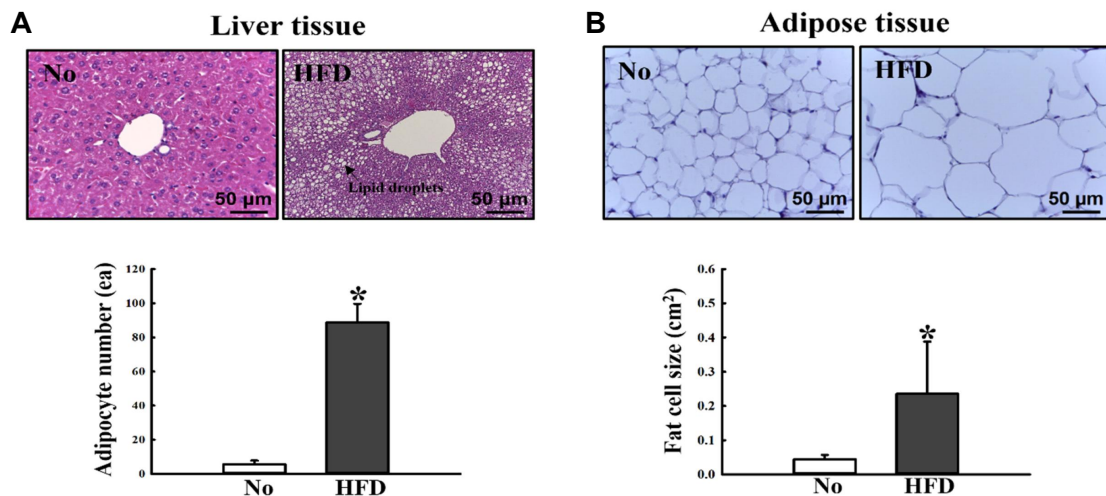 A
Liver tissue
No
HFD
Lipid droplets
50 µm
50 µm
Adipocyte number (ea)
120
100
80
60
40
20
0
*
No
HFD
B
Adipose tissue
No
HFD
50 µm
50 µm
Fat cell size (cm²)
0.6
0.5
0.4
0.3
0.2
0.1
0.0
*
No
HFD